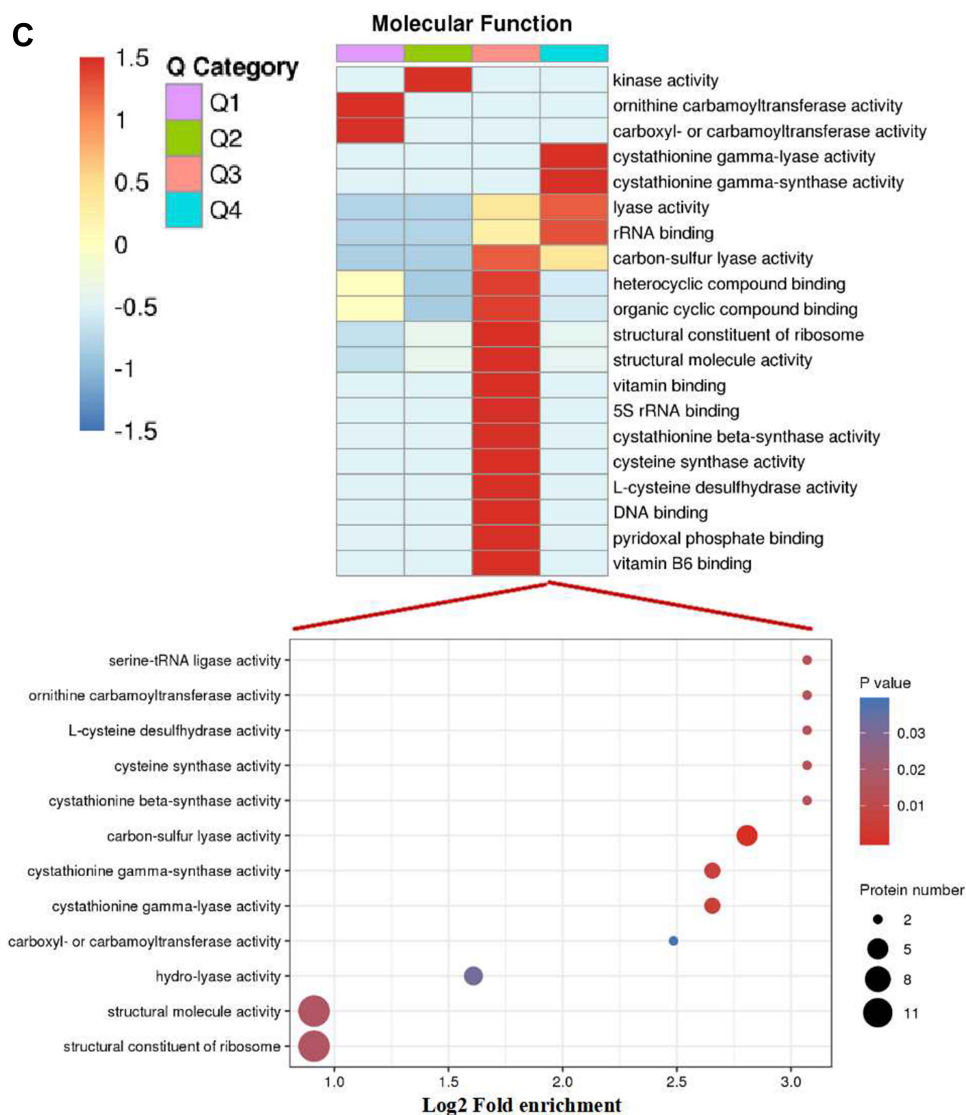 C
Molecular Function
1.5
1
0.5
0
-0.5
-1
-1.5
Q Category
Q1
Q2
Q3
Q4
kinase activity
ornithine carbamoyltransferase activity
carboxyl- or carbamoyltransferase activity
cystathionine gamma-lyase activity
cystathionine gamma-synthase activity
lyase activity
rRNA binding
carbon-sulfur lyase activity
heterocyclic compound binding
organic cyclic compound binding
structural constituent of ribosome
structural molecule activity
vitamin binding
5S rRNA binding
cystathionine beta-synthase activity
cysteine synthase activity
L-cysteine desulfhydrase activity
DNA binding
pyridoxal phosphate binding
vitamin B6 binding
serine-tRNA ligase activity
ornithine carbamoyltransferase activity
L-cysteine desulfhydrase activity
cysteine synthase activity
cystathionine beta-synthase activity
carbon-sulfur lyase activity
cystathionine gamma-synthase activity
cystathionine gamma-lyase activity
carboxyl- or carbamoyltransferase activity
hydro-lyase activity
structural molecule activity
structural constituent of ribosome
1.0 1.5 2.0 2.5 3.0
Log2 Fold enrichment
P value
0.03
0.02
0.01
Protein number
2
5
8
11